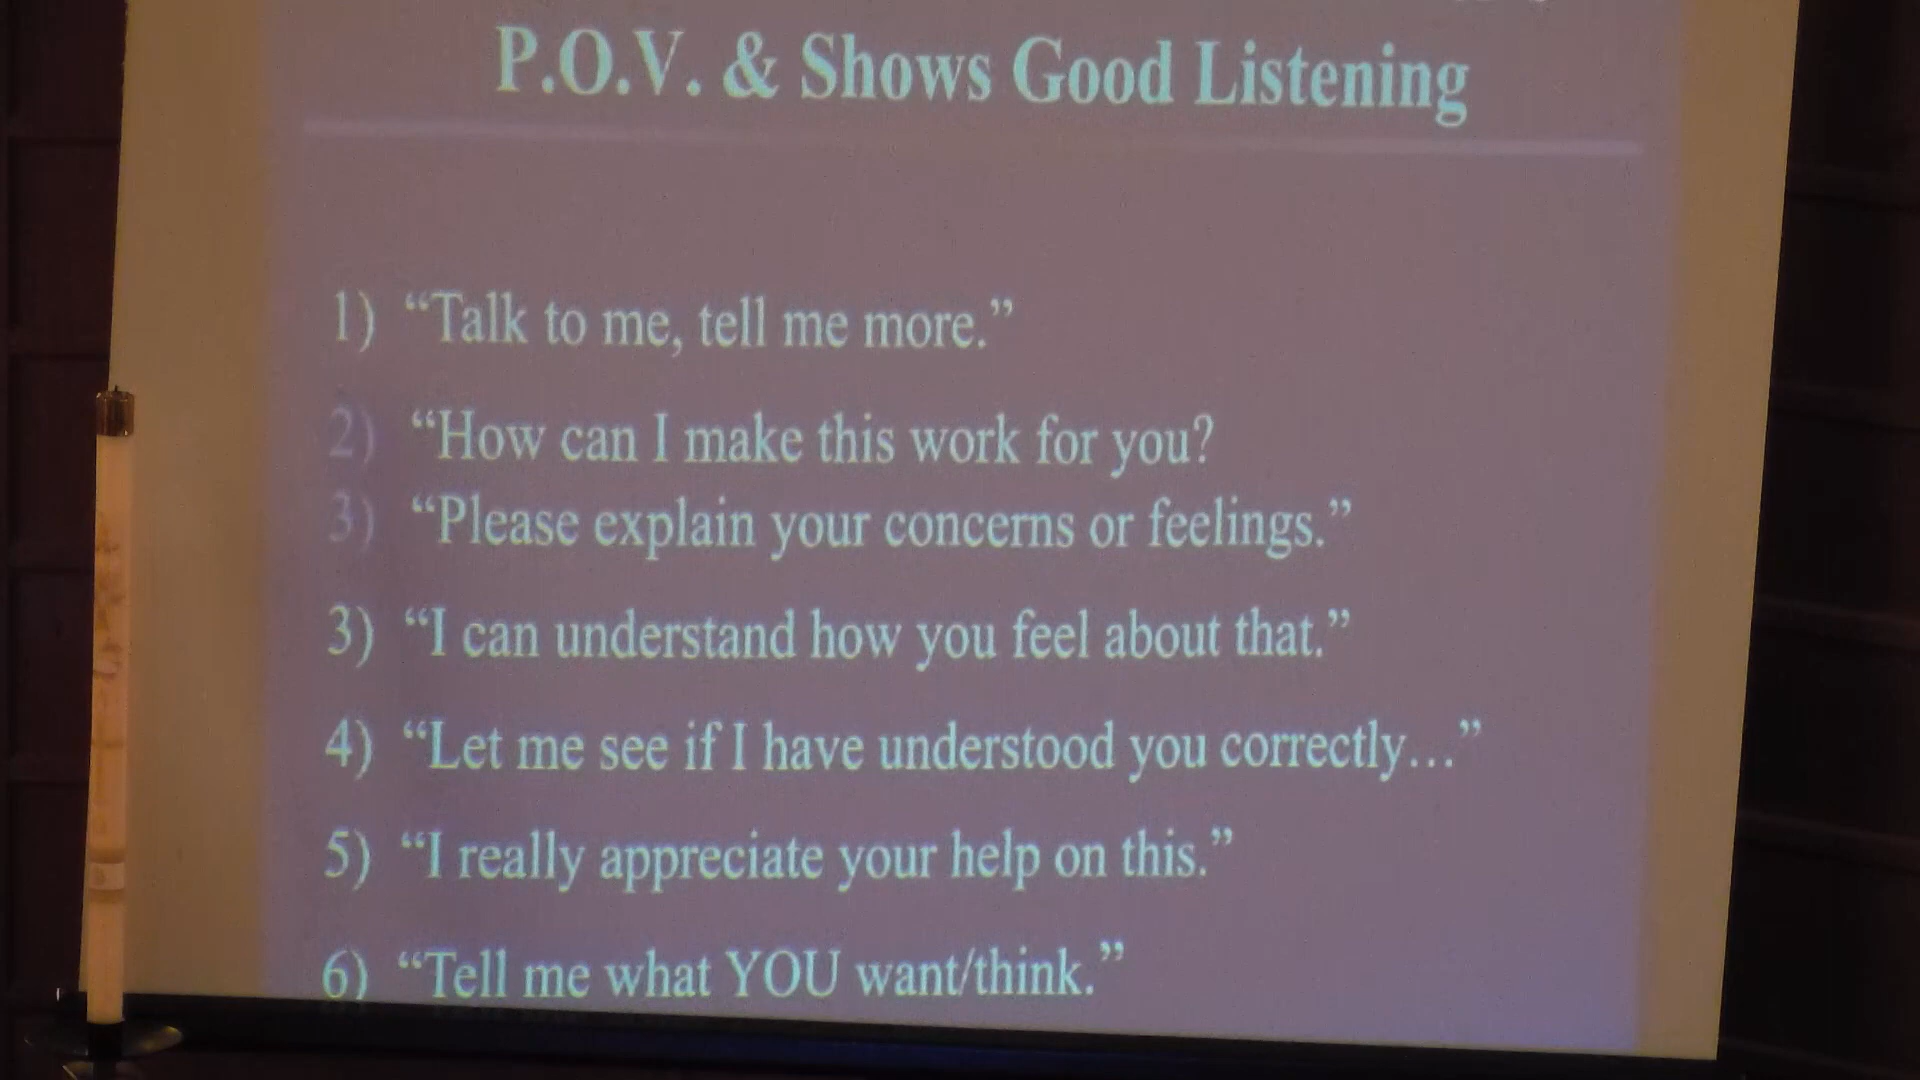 P.O.V. & Shows Good Listening
1) “Talk to me, tell me more.”
2) “How can I make this work for you?
3) “Please explain your concerns or feelings.”
3) “I can understand how you feel about that.”
4) “Let me see if I have understood you correctly…”
5) “I really appreciate your help on this.”
6) “Tell me what YOU want/think.”